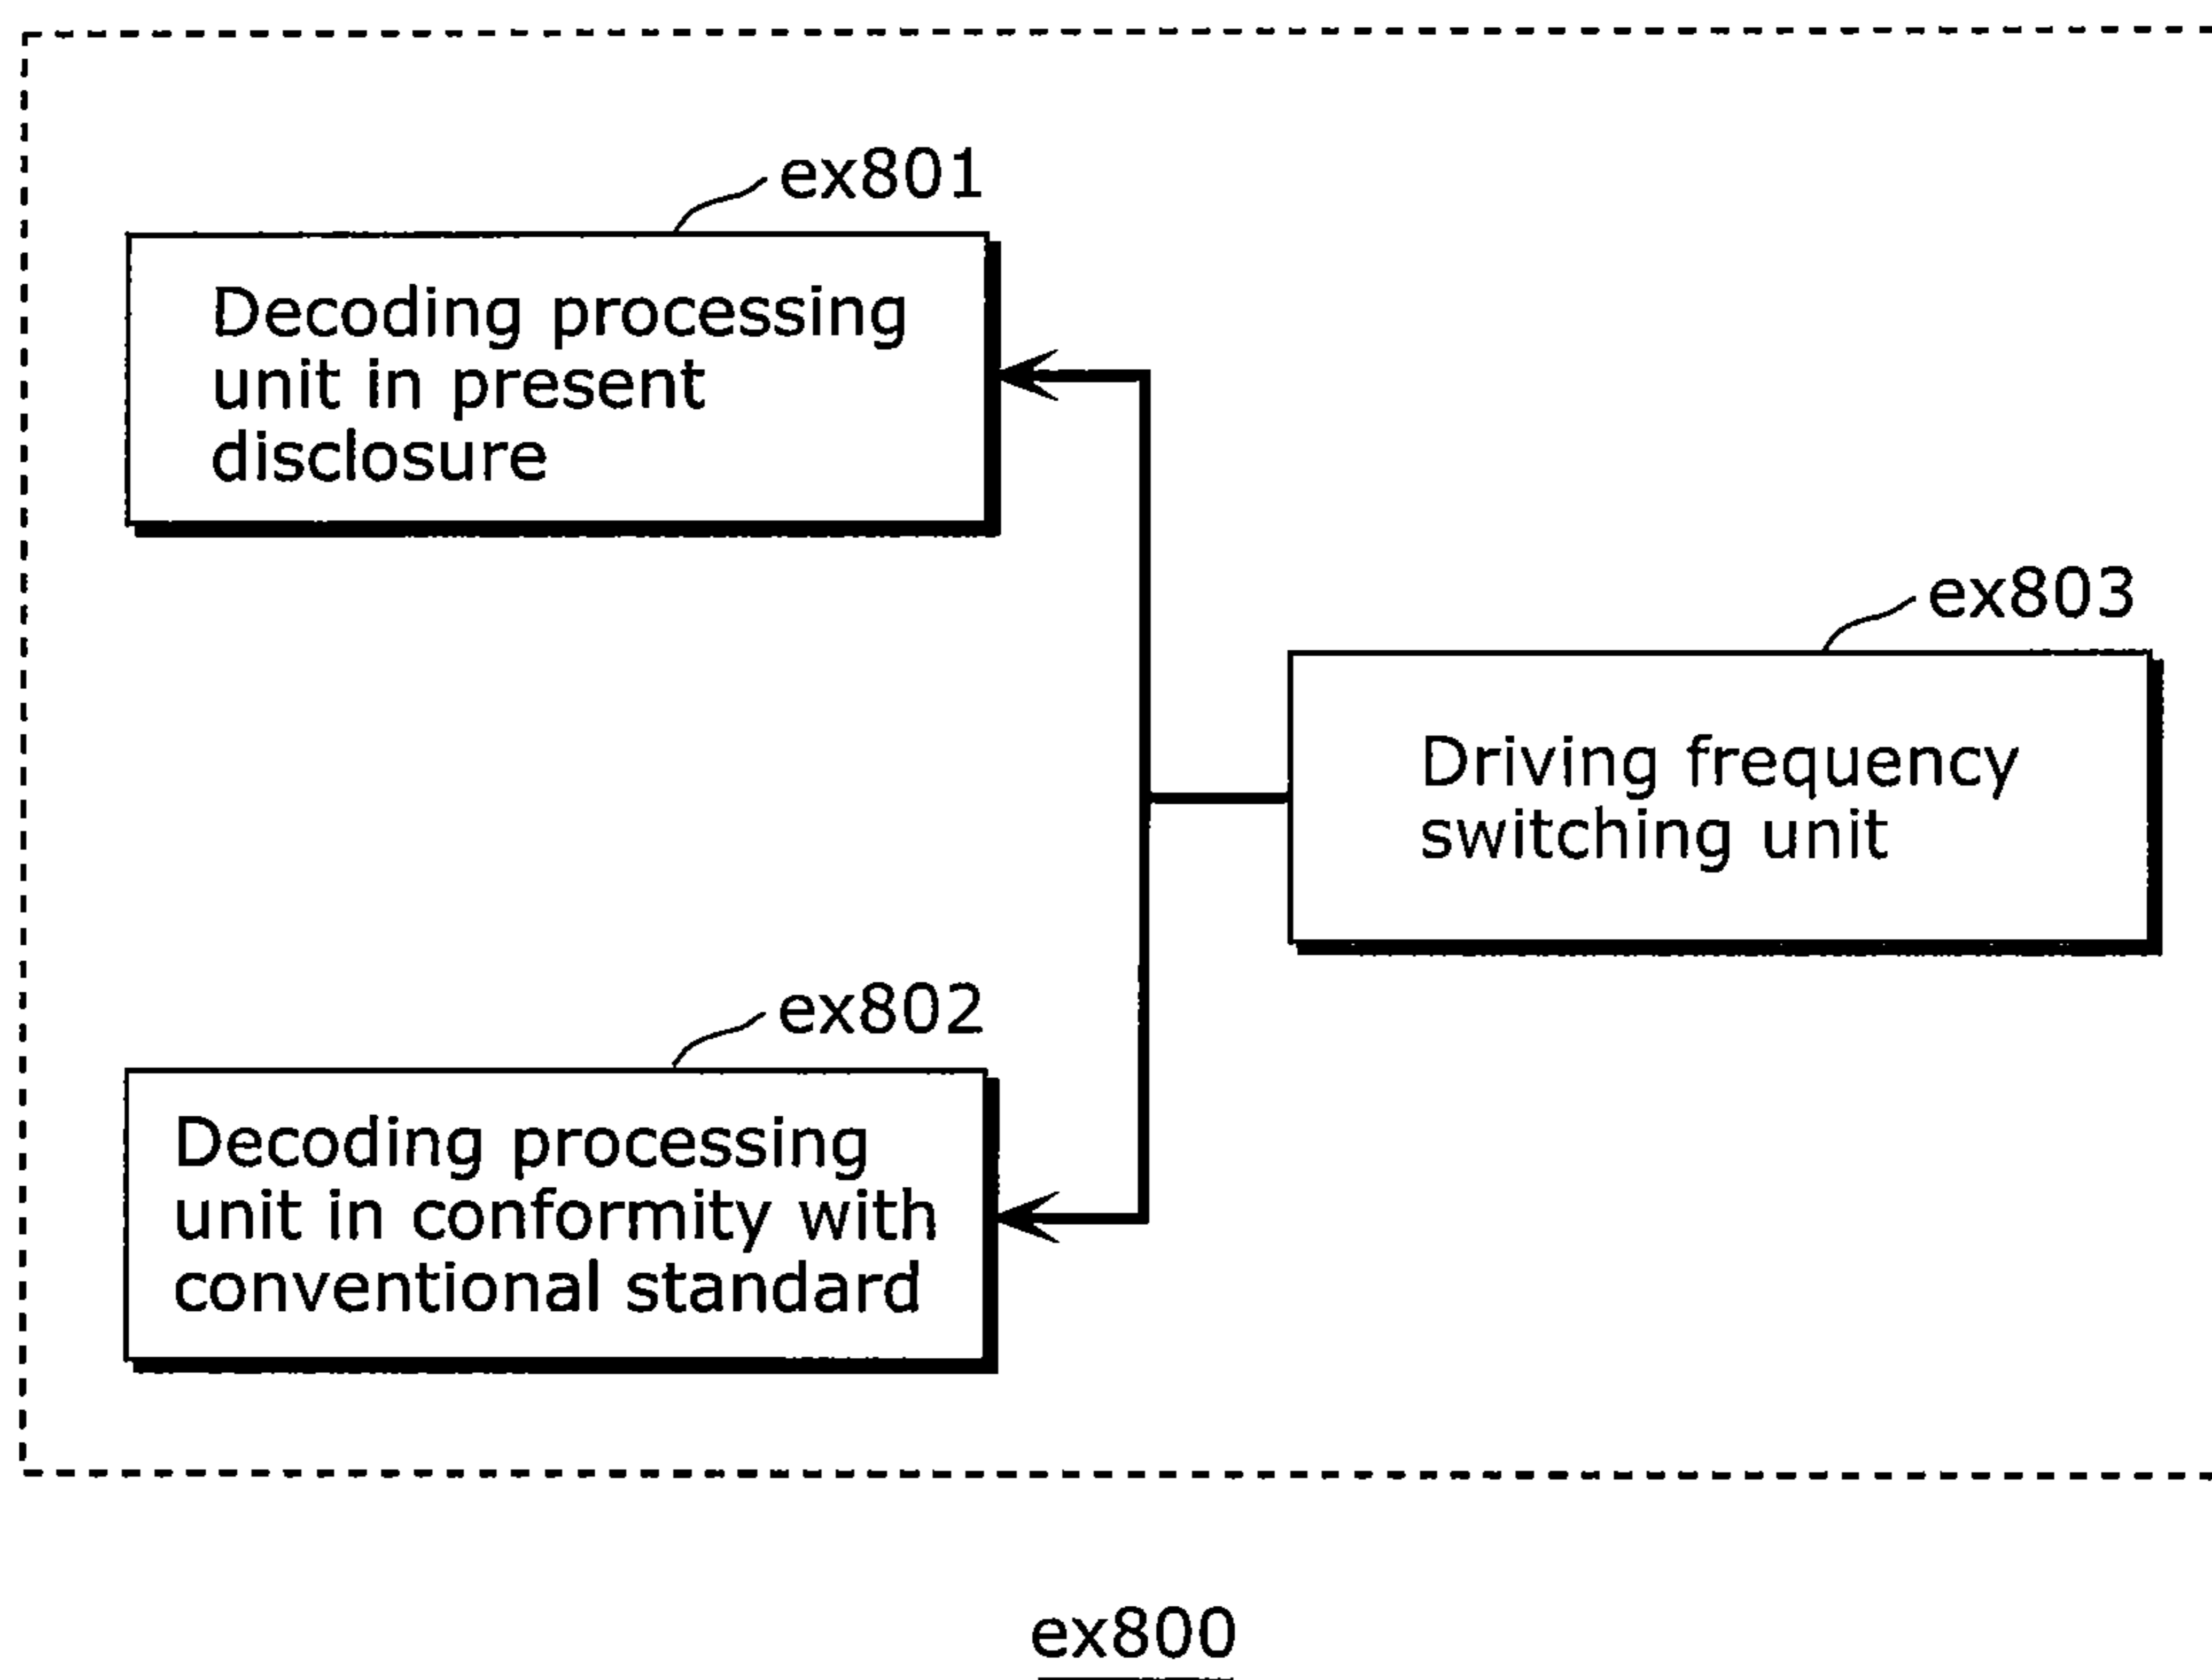 ex801
Decoding processing
unit in present
disclosure
ex803
Driving frequency
switching unit
ex802
Decoding processing
unit in conformity with
conventional standard
ex800